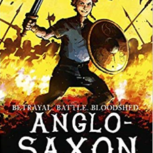 BETRAYAL. BATTLE. BLOODSHED.
ANGLO-
SAXON